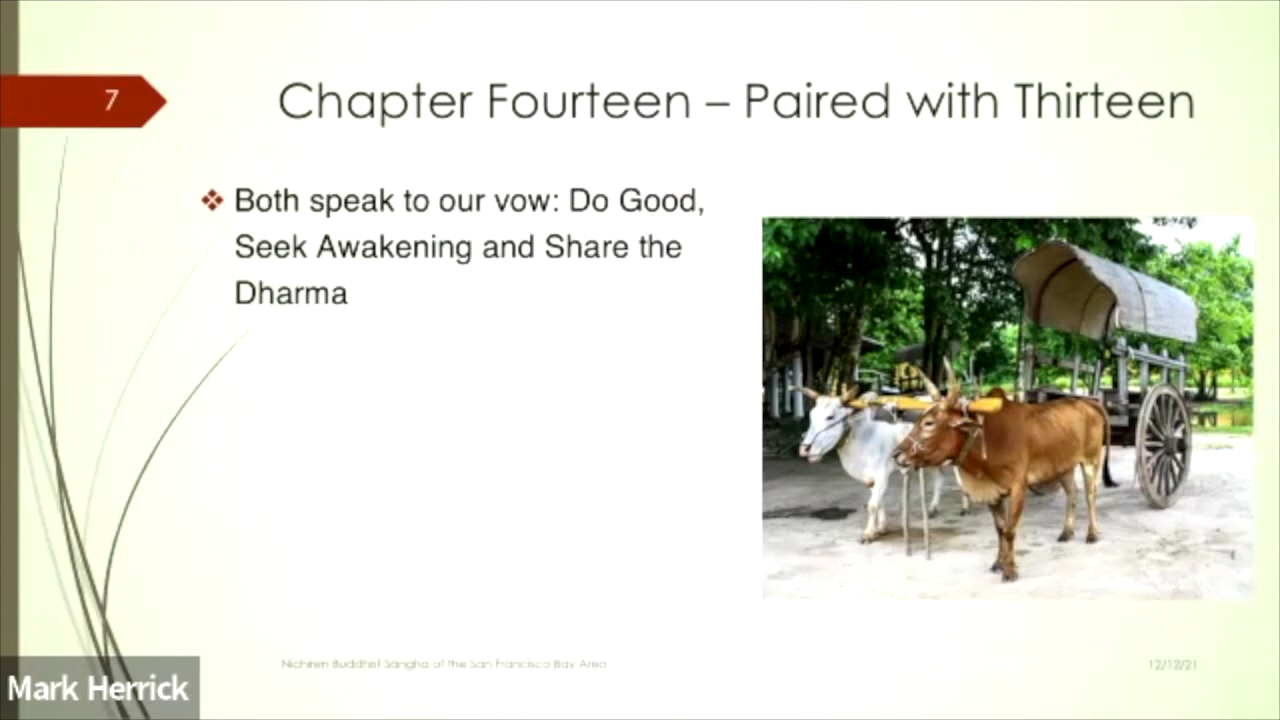 7
Chapter Fourteen – Paired with Thirteen
Both speak to our vow: Do Good,
Seek Awakening and Share the
Dharma
Nichiren Buddhist Sangha of the San Francisco Bay Area
12/12/21
Mark Herrick